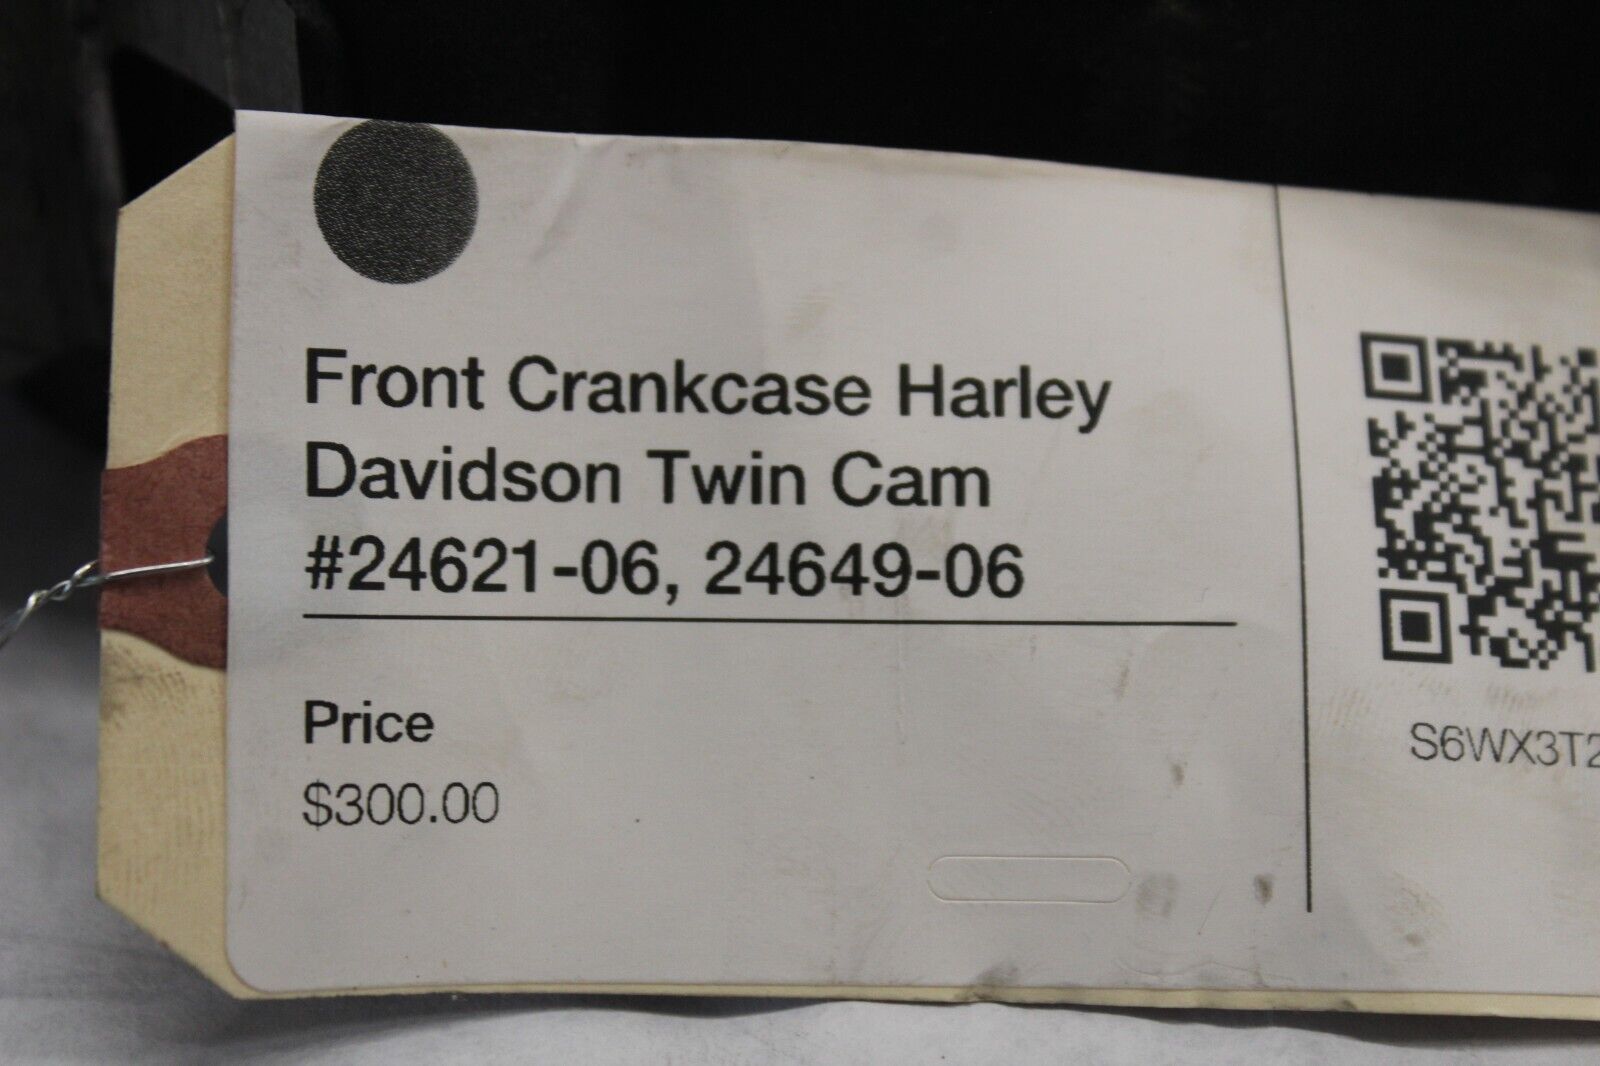 Front Crankcase Harley
Davidson Twin Cam
#24621-06, 24649-06
Price
$300.00
S6WX3T2